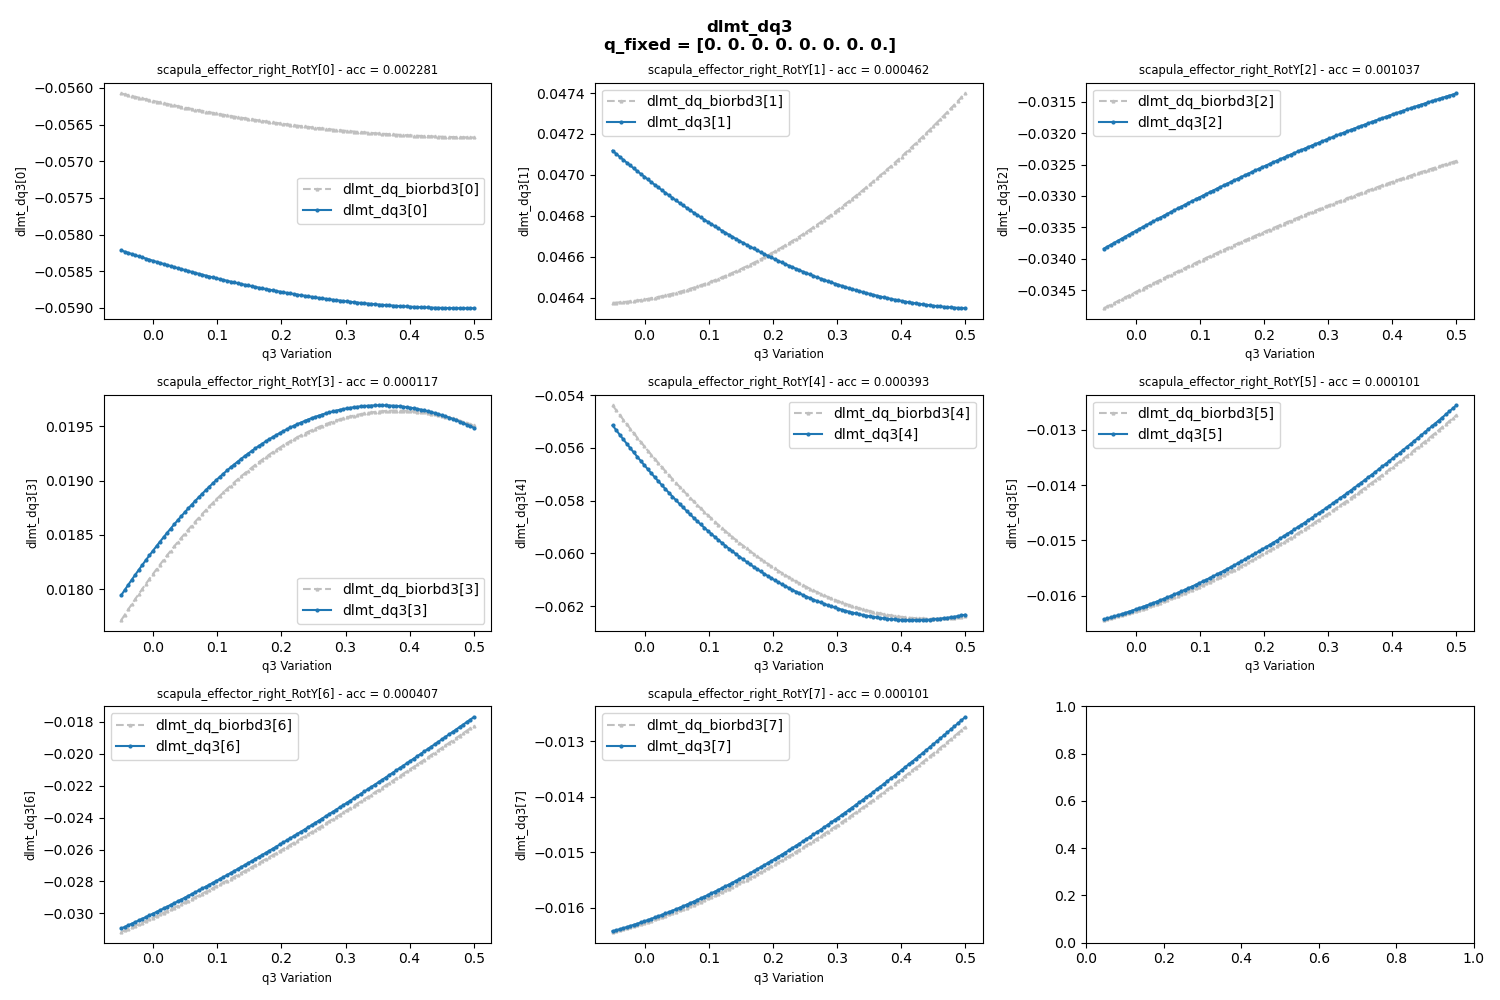 dlmt_dq3
q_fixed = [0. 0. 0. 0. 0. 0. 0. 0.]
scapula_effector_right_RotY[0] - acc = 0.002281
−0.0560
−0.0565
−0.0570
−0.0575
−0.0580
−0.0585
−0.0590
dlmt_dq3[0]
dlmt_dq_biorbd3[0]
dlmt_dq3[0]
0.0 0.1 0.2 0.3 0.4 0.5
q3 Variation
scapula_effector_right_RotY[1] - acc = 0.000462
0.0474
0.0472
0.0470
0.0468
0.0466
0.0464
dlmt_dq3[1]
dlmt_dq_biorbd3[1]
dlmt_dq3[1]
0.0 0.1 0.2 0.3 0.4 0.5
q3 Variation
scapula_effector_right_RotY[2] - acc = 0.001037
−0.0315
−0.0320
−0.0325
−0.0330
−0.0335
−0.0340
−0.0345
dlmt_dq3[2]
dlmt_dq_biorbd3[2]
dlmt_dq3[2]
0.0 0.1 0.2 0.3 0.4 0.5
q3 Variation
scapula_effector_right_RotY[3] - acc = 0.000117
0.0195
0.0190
0.0185
0.0180
dlmt_dq3[3]
dlmt_dq_biorbd3[3]
dlmt_dq3[3]
0.0 0.1 0.2 0.3 0.4 0.5
q3 Variation
scapula_effector_right_RotY[4] - acc = 0.000393
−0.054
−0.056
−0.058
−0.060
−0.062
dlmt_dq3[4]
dlmt_dq_biorbd3[4]
dlmt_dq3[4]
0.0 0.1 0.2 0.3 0.4 0.5
q3 Variation
scapula_effector_right_RotY[5] - acc = 0.000101
−0.013
−0.014
−0.015
−0.016
dlmt_dq3[5]
dlmt_dq_biorbd3[5]
dlmt_dq3[5]
0.0 0.1 0.2 0.3 0.4 0.5
q3 Variation
scapula_effector_right_RotY[6] - acc = 0.000407
−0.018
−0.020
−0.022
−0.024
−0.026
−0.028
−0.030
dlmt_dq3[6]
dlmt_dq_biorbd3[6]
dlmt_dq3[6]
0.0 0.1 0.2 0.3 0.4 0.5
q3 Variation
scapula_effector_right_RotY[7] - acc = 0.000101
−0.013
−0.014
−0.015
−0.016
dlmt_dq3[7]
dlmt_dq_biorbd3[7]
dlmt_dq3[7]
0.0 0.1 0.2 0.3 0.4 0.5
q3 Variation
1.0
0.8
0.6
0.4
0.2
0.0
0.0 0.2 0.4 0.6 0.8 1.0